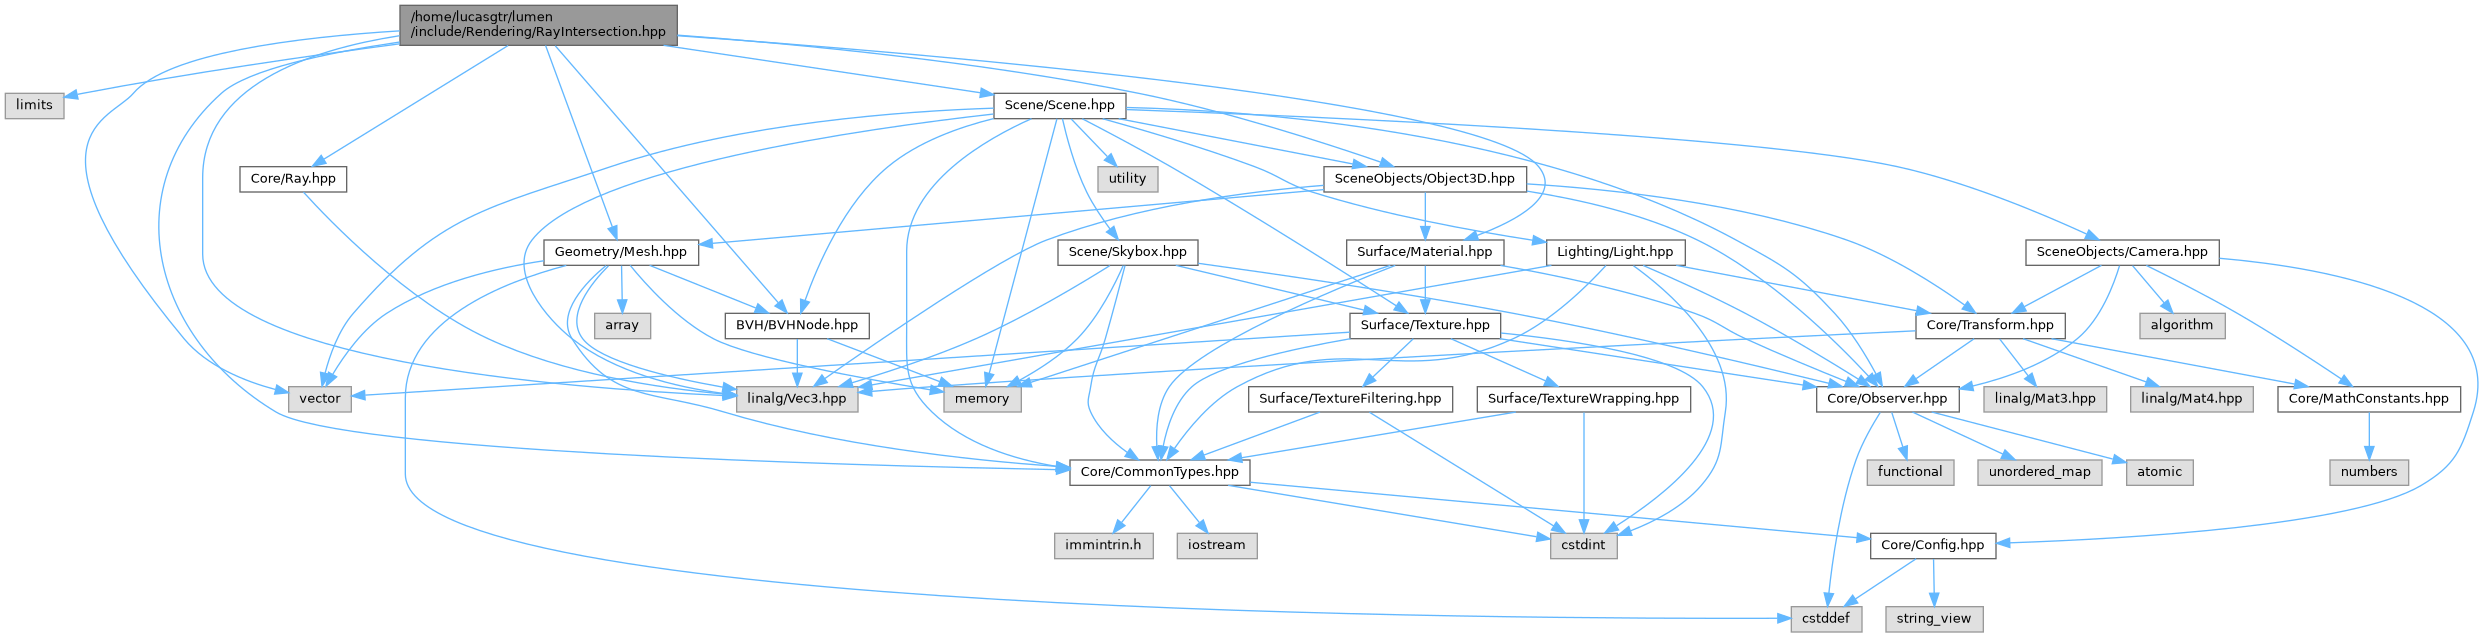 /home/lucasgtr/lumen
/include/Rendering/RayIntersection.hpp
limits
Scene/Scene.hpp
Core/Ray.hpp
utility
SceneObjects/Object3D.hpp
Geometry/Mesh.hpp
Scene/Skybox.hpp
Surface/Material.hpp
Lighting/Light.hpp
SceneObjects/Camera.hpp
array
BVH/BVHNode.hpp
Surface/Texture.hpp
Core/Transform.hpp
algorithm
vector
linalg/Vec3.hpp
memory
Surface/TextureFiltering.hpp
Surface/TextureWrapping.hpp
Core/Observer.hpp
linalg/Mat3.hpp
linalg/Mat4.hpp
Core/MathConstants.hpp
Core/CommonTypes.hpp
functional
unordered_map
atomic
numbers
immintrin.h
iostream
cstdint
Core/Config.hpp
cstddef
string_view